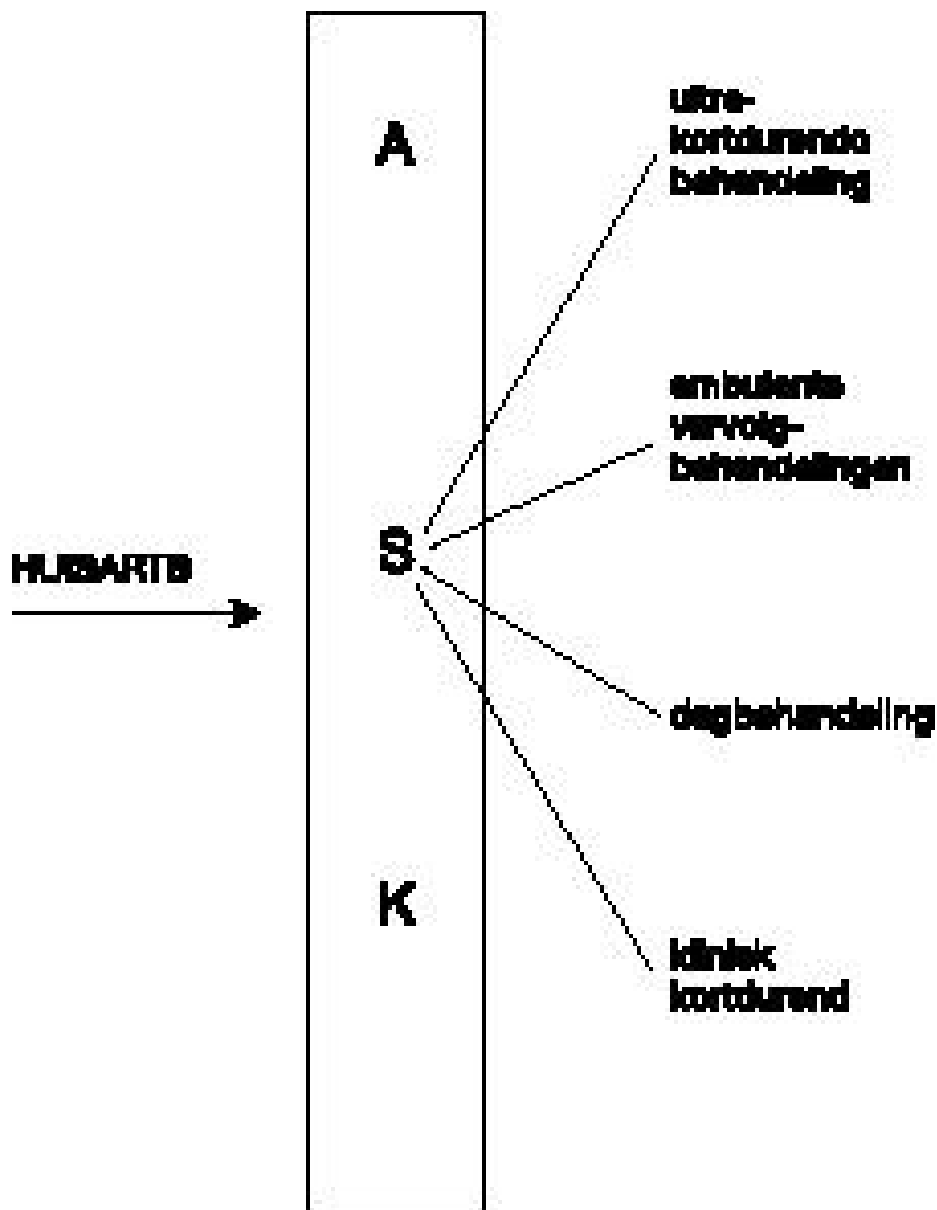 A
S
K
HUISARTS
ultra-
kortdurende
behandeling
ambulante
vervolg-
behandelingen
dagbehandeling
kliniek
kortdurend